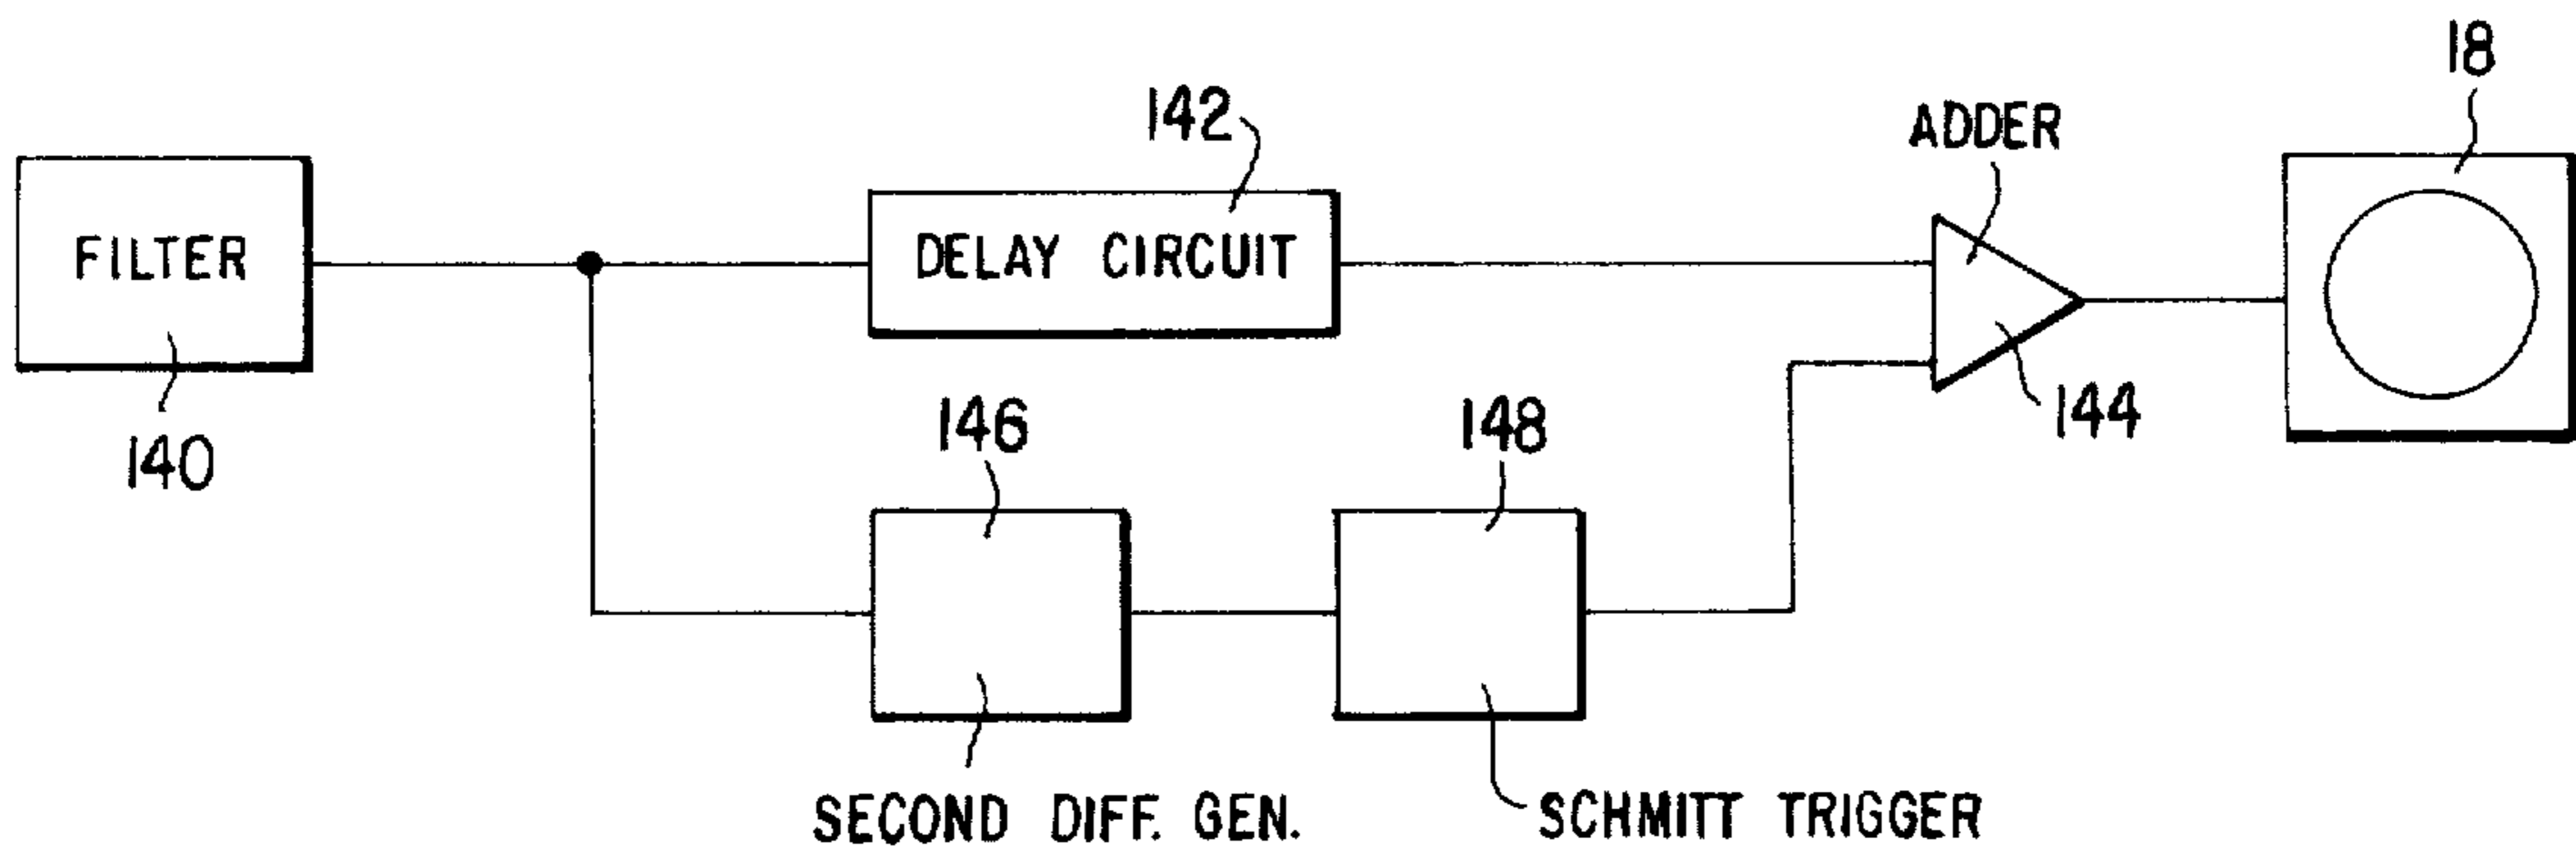 18
142
ADDER
FILTER
DELAY CIRCUIT
144
140
146
148
SECOND DIFF. GEN.
SCHMITT TRIGGER